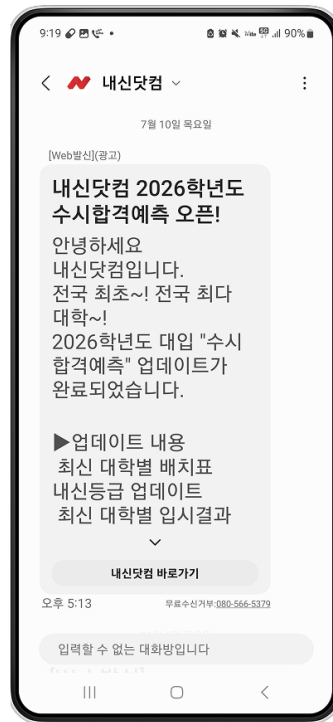 9:19
5G
90%
내신닷컴
7월 10일 목요일
[Web발신](광고)
내신닷컴 2026학년도
수시합격예측 오픈!
안녕하세요
내신닷컴입니다.
전국 최초~! 전국 최다
대학~!
2026학년도 대입 "수시
합격예측" 업데이트가
완료되었습니다.
▶업데이트 내용
최신 대학별 배치표
내신등급 업데이트
최신 대학별 입시결과
내신닷컴 바로가기
오후 5:13
무료수신거부:080-566-5379
입력할 수 없는 대화방입니다